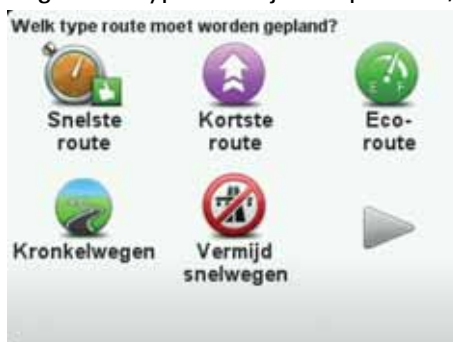 Welk type route moet worden gepland?
Snelste
route
Kortste
route
Eco-
route
E F
Kronkelwegen
Vermijd
snelwegen